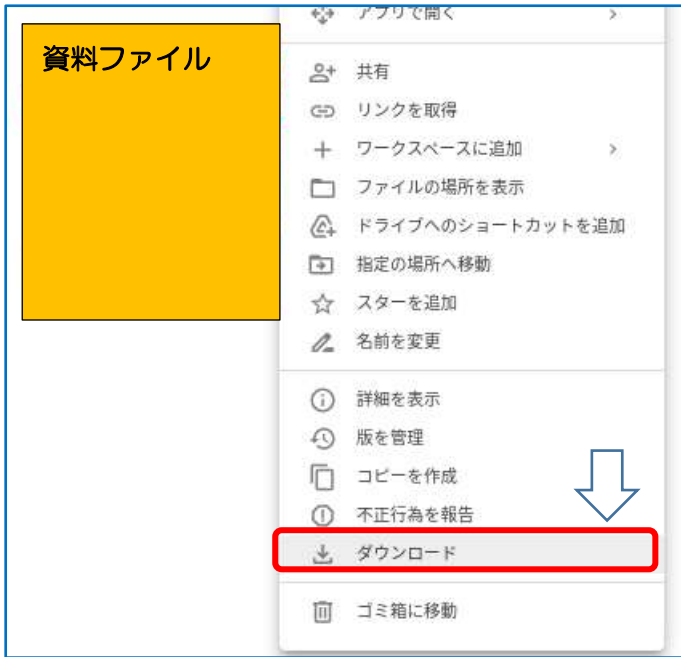 アプリで開く
資料ファイル
共有
リンクを取得
ワークスペースに追加
ファイルの場所を表示
ドライブへのショートカットを追加
指定の場所へ移動
スターを追加
名前を変更
詳細を表示
版を管理
コピーを作成
不正行為を報告
ダウンロード
ゴミ箱に移動